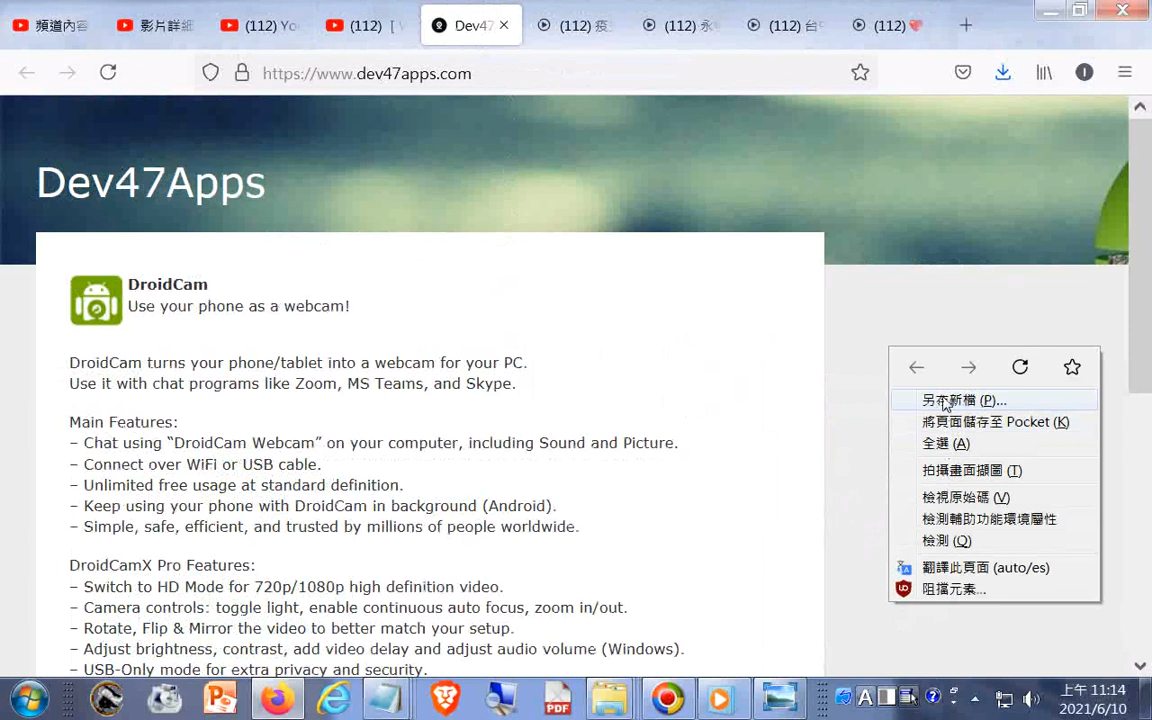 頻道內容
影片詳細
(112) Yo
(112) [
Dev47
(112) 疫
(112) 永
(112) 台
(112) ❤
https://www.dev47apps.com
Dev47Apps
DroidCam
Use your phone as a webcam!
DroidCam turns your phone/tablet into a webcam for your PC.
Use it with chat programs like Zoom, MS Teams, and Skype.
Main Features:
– Chat using “DroidCam Webcam” on your computer, including Sound and Picture.
– Connect over WiFi or USB cable.
– Unlimited free usage at standard definition.
– Keep using your phone with DroidCam in background (Android).
– Simple, safe, efficient, and trusted by millions of people worldwide.
DroidCamX Pro Features:
– Switch to HD Mode for 720p/1080p high definition video.
– Camera controls: toggle light, enable continuous auto focus, zoom in/out.
– Rotate, Flip & Mirror the video to better match your setup.
– Adjust brightness, contrast, add video delay and adjust audio volume (Windows).
– USB-Only mode for extra privacy and security.
另存新檔 (P)...
將頁面儲存至 Pocket (K)
全選 (A)
拍攝畫面擷圖 (T)
檢視原始碼 (V)
檢測輔助功能環境屬性
檢測 (Q)
翻譯此頁面 (auto/es)
阻擋元素...
PDF
A
上午 11:14
2021/6/10